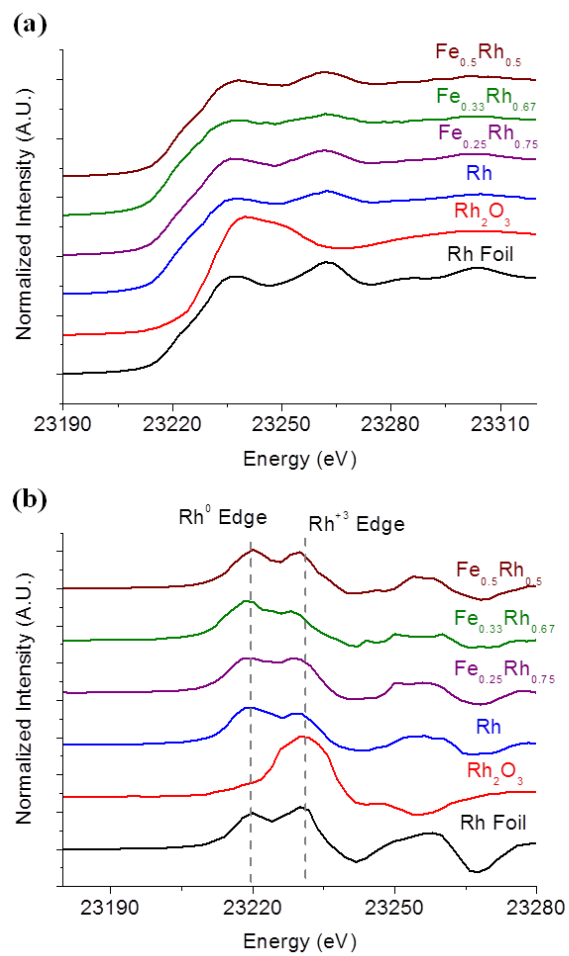 (a)
Normalized Intensity (A.U.)
Fe0.5Rh0.5
Fe0.33Rh0.67
Fe0.25Rh0.75
Rh
Rh2O3
Rh Foil
23190 23220 23250 23280 23310
Energy (eV)
(b)
Rh0 Edge Rh+3 Edge
Normalized Intensity (A.U.)
Fe0.5Rh0.5
Fe0.33Rh0.67
Fe0.25Rh0.75
Rh
Rh2O3
Rh Foil
23190 23220 23250 23280
Energy (eV)